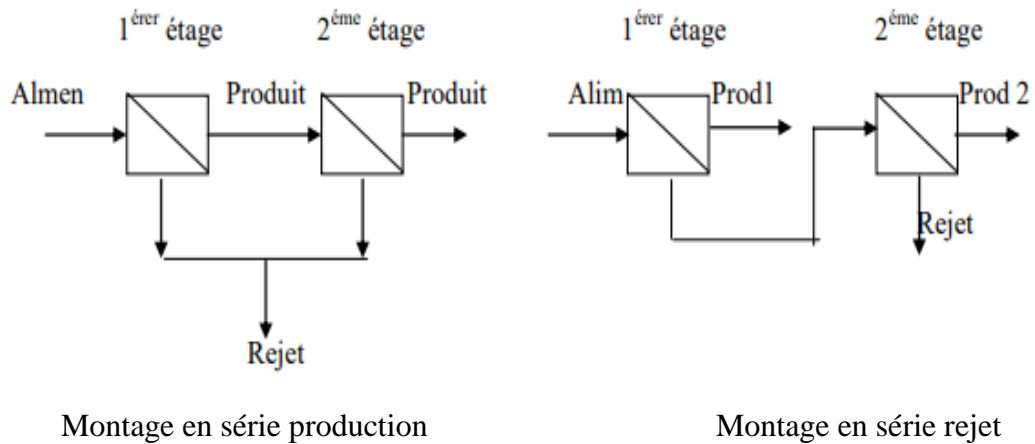 1érer étage 2éme étage 1érer étage 2éme étage
Almen Produit Produit Alim Prod1 Prod 2
Rejet
Rejet
Montage en série production Montage en série rejet